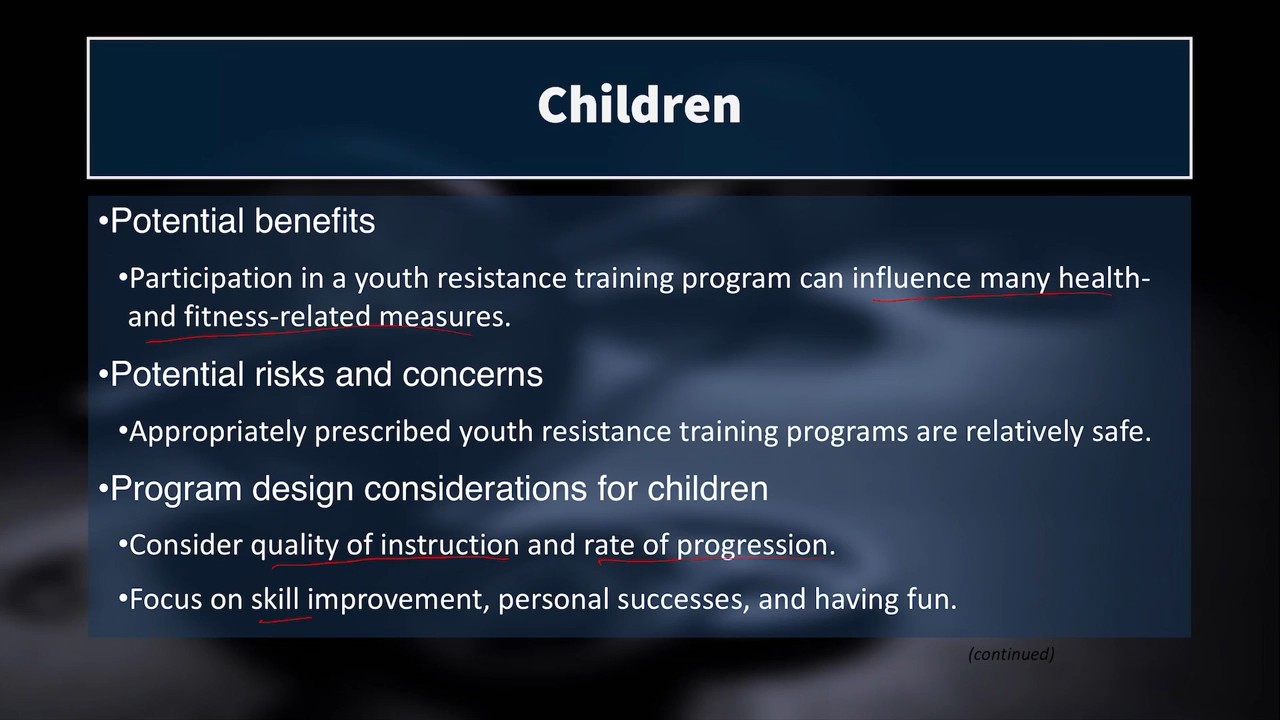 Children
•Potential benefits
•Participation in a youth resistance training program can influence many health-
and fitness-related measures.
•Potential risks and concerns
•Appropriately prescribed youth resistance training programs are relatively safe.
•Program design considerations for children
•Consider quality of instruction and rate of progression.
•Focus on skill improvement, personal successes, and having fun.
(continued)